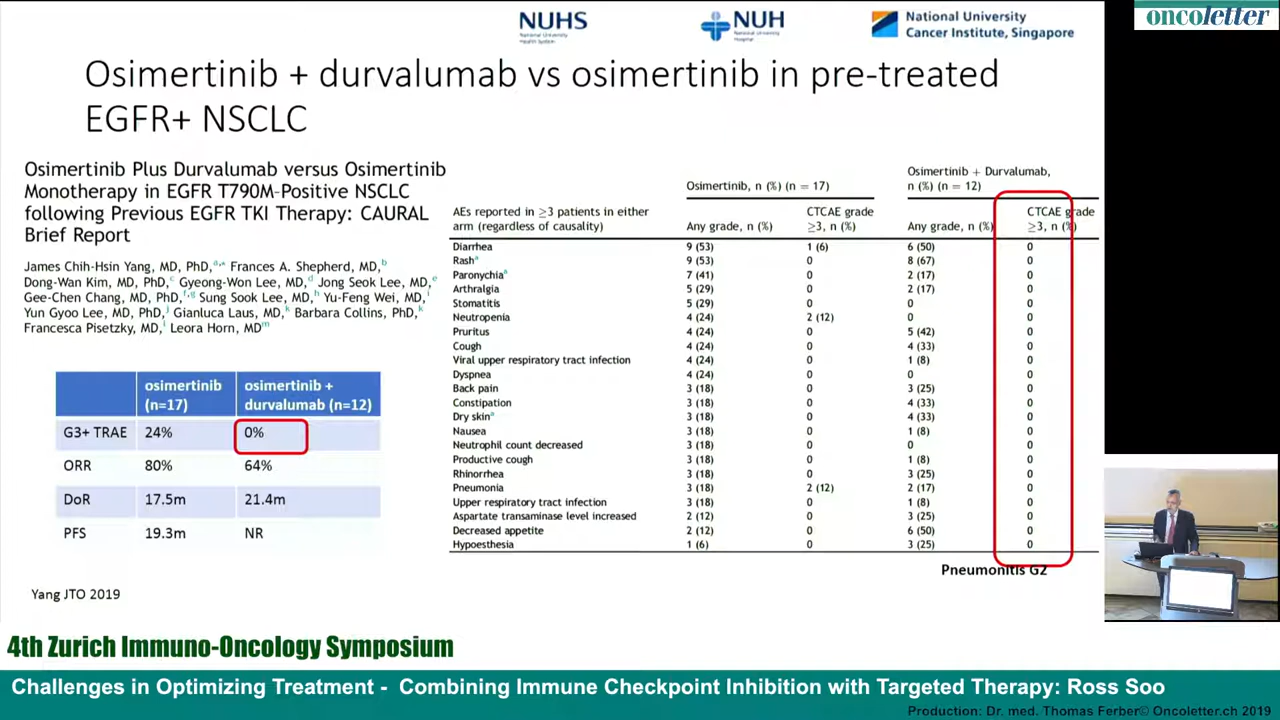 NUHS
National University
Health System
NUH
National University
Hospital
National University
Cancer Institute, Singapore
oncoletter
Osimertinib + durvalumab vs osimertinib in pre-treated
EGFR+ NSCLC
Osimertinib Plus Durvalumab versus Osimertinib
Monotherapy in EGFR T790M-Positive NSCLC
following Previous EGFR TKI Therapy: CAURAL
Brief Report
James Chih-Hsin Yang, MD, PhD,a,* Frances A. Shepherd, MD,b
Dong-Wan Kim, MD, PhD,c Gyeong-Won Lee, MD,d Jong Seok Lee, MD,e
Gee-Chen Chang, MD, PhD,f,g Sung Sook Lee, MD,h Yu-Feng Wei, MD,i
Yun Gyoo Lee, MD, PhD,j Gianluca Laus, MD,k Barbara Collins, PhD,k
Francesca Pisetzky, MD,l Leora Horn, MDm
osimertinib (n=17) osimertinib + durvalumab (n=12)
G3+ TRAE 24% 0%
ORR 80% 64%
DoR 17.5m 21.4m
PFS 19.3m NR
Yang JTO 2019
Osimertinib, n (%) (n = 17) Osimertinib + Durvalumab, n (%) (n = 12)
AEs reported in ≥3 patients in either arm (regardless of causality) Any grade, n (%) CTCAE grade ≥3, n (%) Any grade, n (%) CTCAE grade ≥3, n (%)
Diarrhea 9 (53) 1 (6) 6 (50) 0
Rasha 9 (53) 0 8 (67) 0
Paronychiaa 7 (41) 0 2 (17) 0
Arthralgia 5 (29) 0 2 (17) 0
Stomatitis 5 (29) 0 0 0
Neutropenia 4 (24) 2 (12) 0 0
Pruritus 4 (24) 0 5 (42) 0
Cough 4 (24) 0 4 (33) 0
Viral upper respiratory tract infection 4 (24) 0 1 (8) 0
Dyspnea 4 (24) 0 0 0
Back pain 3 (18) 0 3 (25) 0
Constipation 3 (18) 0 4 (33) 0
Dry skina 3 (18) 0 4 (33) 0
Nausea 3 (18) 0 1 (8) 0
Neutrophil count decreased 3 (18) 0 0 0
Productive cough 3 (18) 0 1 (8) 0
Rhinorrhea 3 (18) 0 3 (25) 0
Pneumonia 3 (18) 2 (12) 2 (17) 0
Upper respiratory tract infection 3 (18) 0 1 (8) 0
Aspartate transaminase level increased 2 (12) 0 3 (25) 0
Decreased appetite 2 (12) 0 6 (50) 0
Hypoesthesia 1 (6) 0 3 (25) 0
Pneumonitis G2
4th Zurich Immuno-Oncology Symposium
Challenges in Optimizing Treatment - Combining Immune Checkpoint Inhibition with Targeted Therapy: Ross Soo
Production: Dr. med. Thomas Ferber© Oncoletter.ch 2019